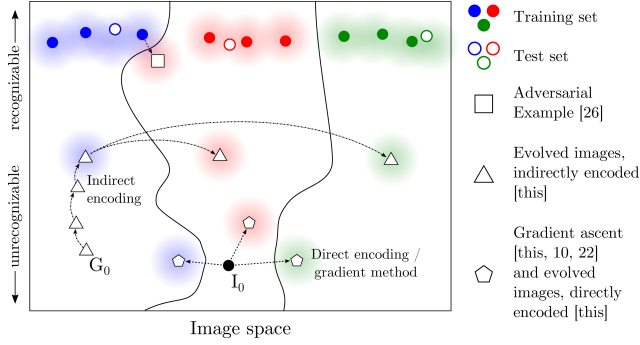 recognizable
unrecognizable
Indirect
encoding
G0
I0
Direct encoding /
gradient method
Image space
Training set
Test set
Adversarial
Example [26]
Evolved images,
indirectly encoded
[this]
Gradient ascent
[this, 10, 22]
and evolved
images, directly
encoded [this]